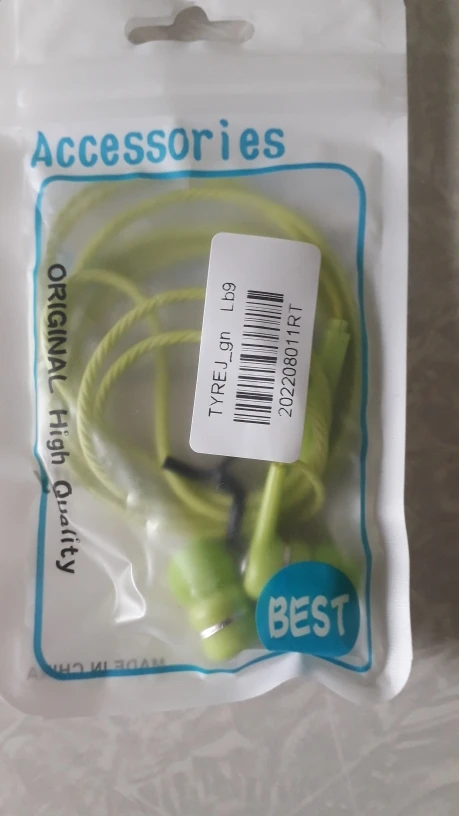 Accessories
ORIGINAL High Quality
TYREJ_gn Lb9
202208011RT
BEST
MADE IN CHINA